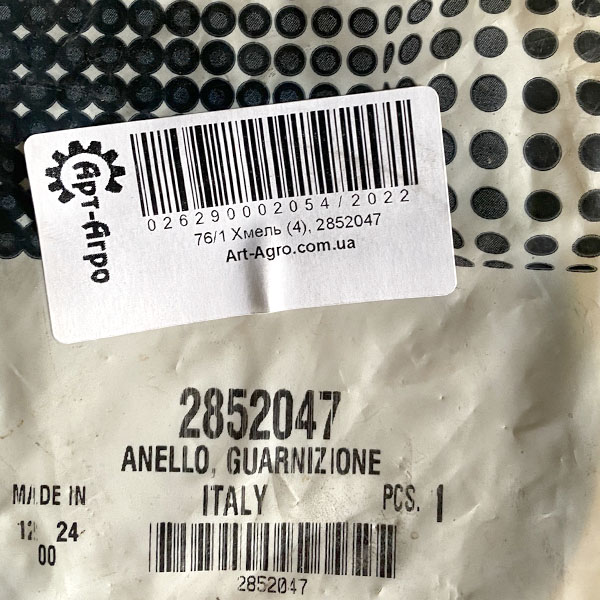 Арт-Агро
026290002054/2022
76/1 Хмель (4), 2852047
Art-Agro.com.ua
2852047
ANELLO, GUARNIZIONE
MADE IN ITALY PCS. 1
12 24
00
2852047